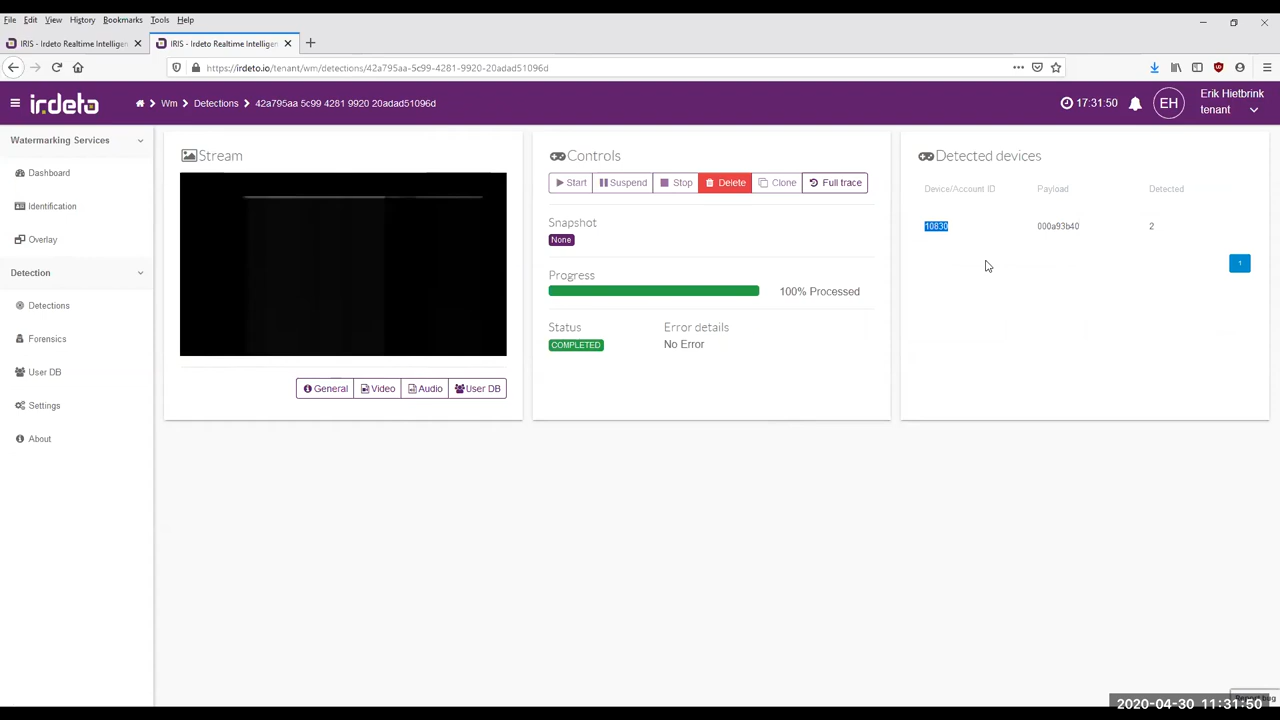 File Edit View History Bookmarks Tools Help
IRIS - Irdeto Realtime Intelligen
IRIS - Irdeto Realtime Intelligen
https://irdeto.io/tenant/wm/detections/42a795aa-5c99-4281-9920-20adad51096d
irdeto
Wm Detections 42a795aa 5c99 4281 9920 20adad51096d
17:31:50
EH
Erik Hietbrink
tenant
Watermarking Services
Dashboard
Identification
Overlay
Detection
Detections
Forensics
User DB
Settings
About
Stream
General Video Audio User DB
Controls
Start Suspend Stop Delete Clone Full trace
Snapshot
None
Progress
100% Processed
Status Error details
COMPLETED No Error
Detected devices
Device/Account ID Payload Detected
10830 000a93b40 2
1
Report bug
2020-04-30 11:31:50